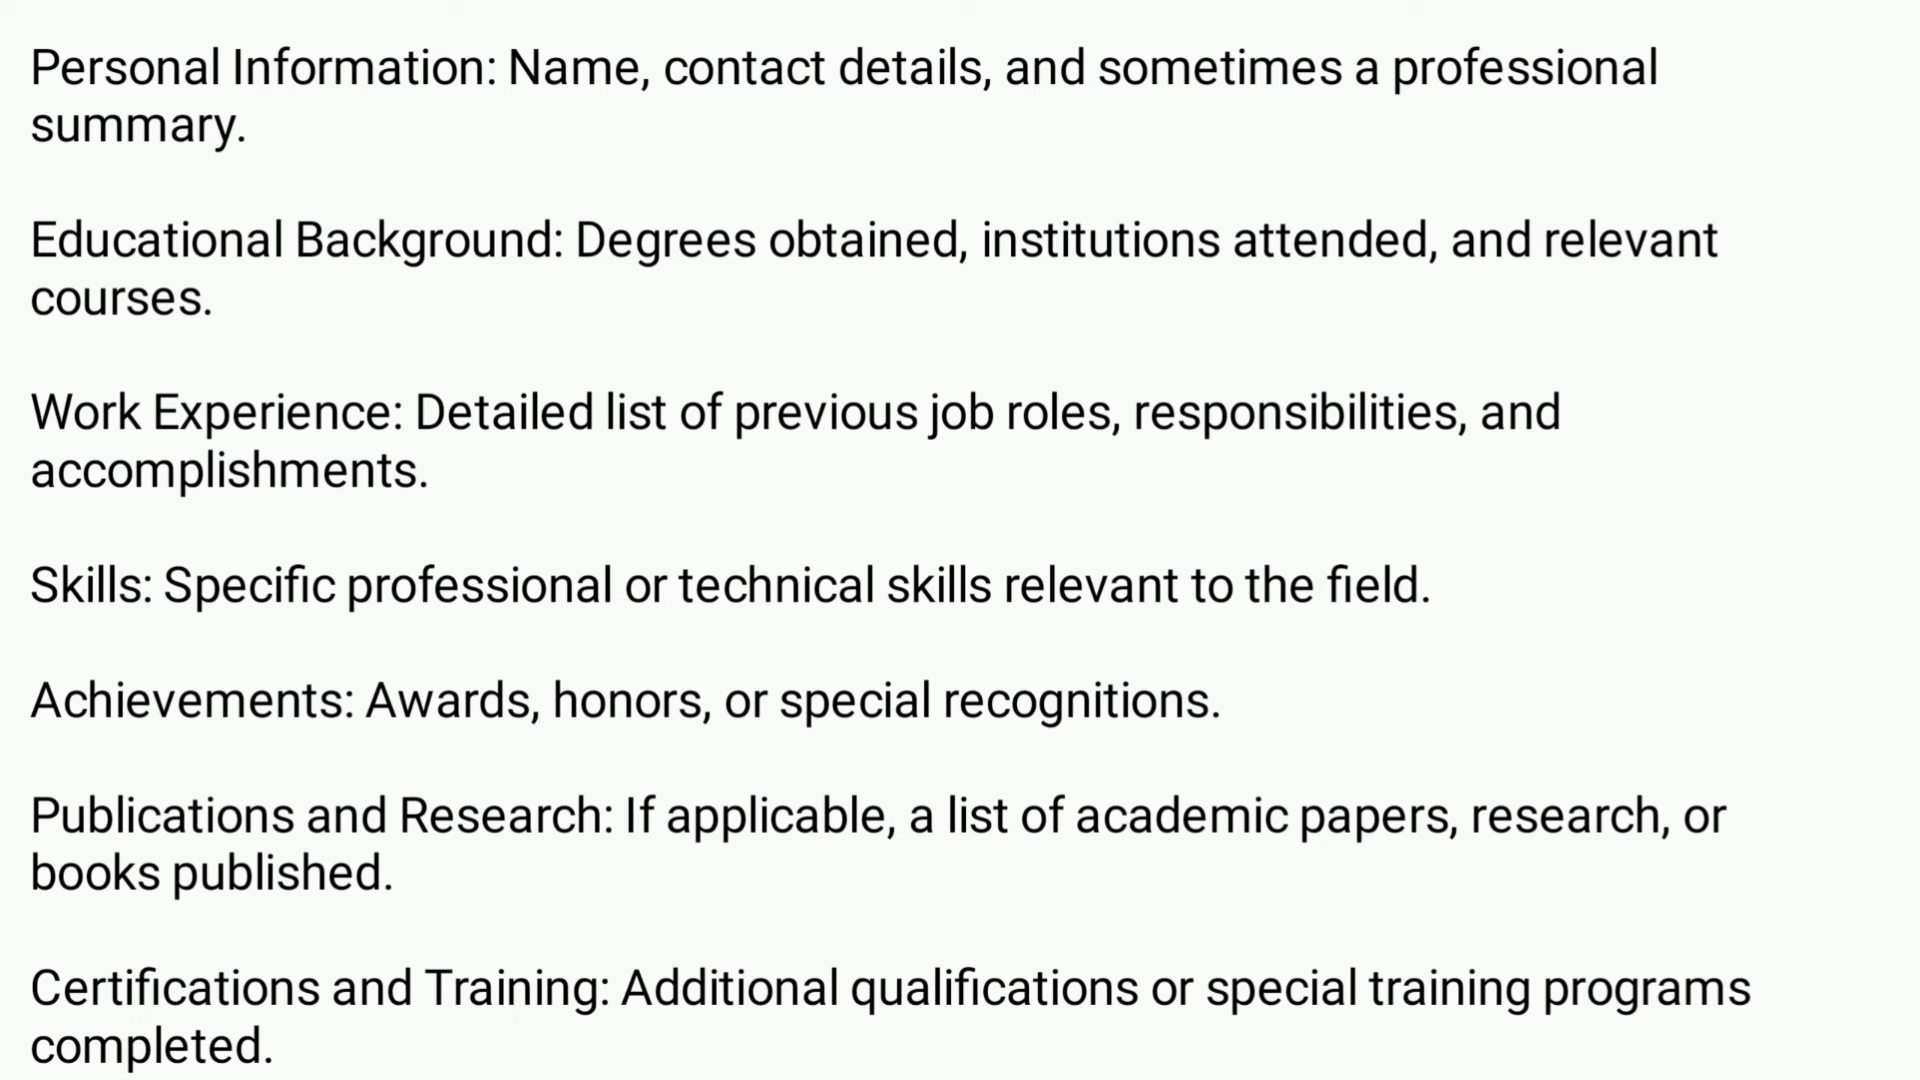 Personal Information: Name, contact details, and sometimes a professional
summary.
Educational Background: Degrees obtained, institutions attended, and relevant
courses.
Work Experience: Detailed list of previous job roles, responsibilities, and
accomplishments.
Skills: Specific professional or technical skills relevant to the field.
Achievements: Awards, honors, or special recognitions.
Publications and Research: If applicable, a list of academic papers, research, or
books published.
Certifications and Training: Additional qualifications or special training programs
completed.